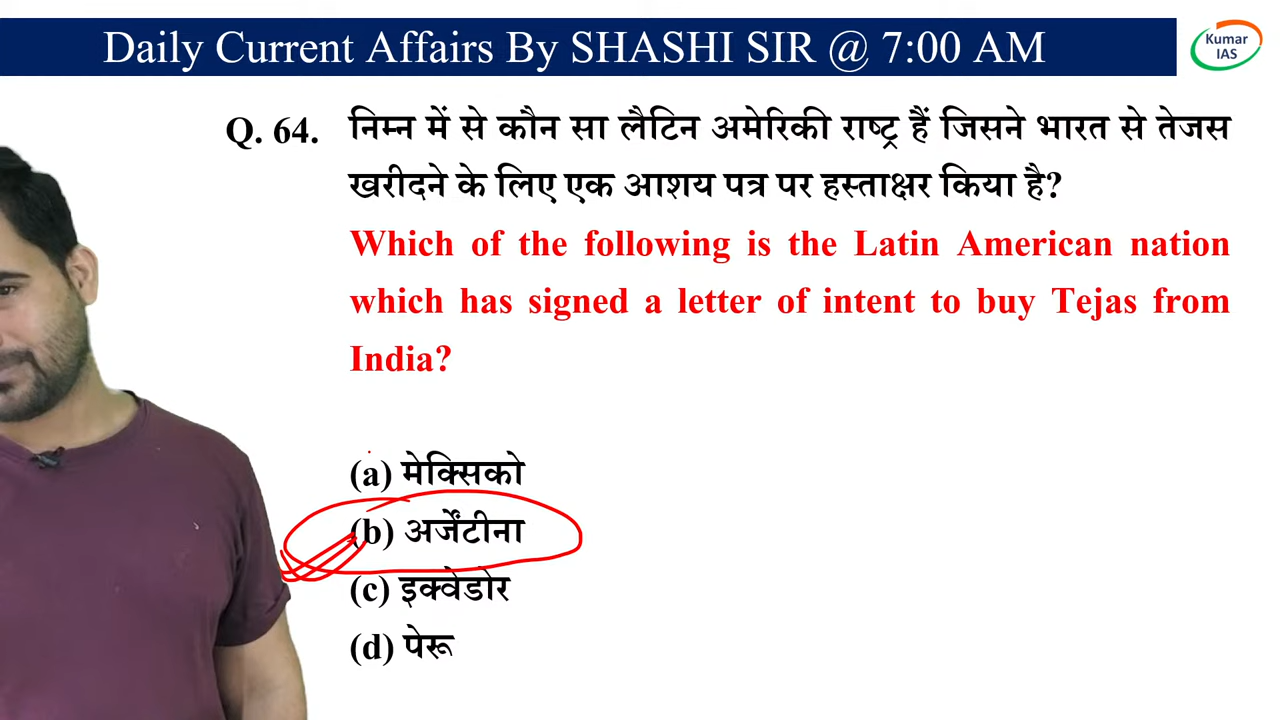 Daily Current Affairs By SHASHI SIR @ 7:00 AM
Kumar
IAS
Q. 64. निम्न में से कौन सा लैटिन अमेरिकी राष्ट्र हैं जिसने भारत से तेजस
खरीदने के लिए एक आशय पत्र पर हस्ताक्षर किया है?
Which of the following is the Latin American nation
which has signed a letter of intent to buy Tejas from
India?
(a) मेक्सिको
(b) अर्जेंटीना
(c) इक्वेडोर
(d) पेरू